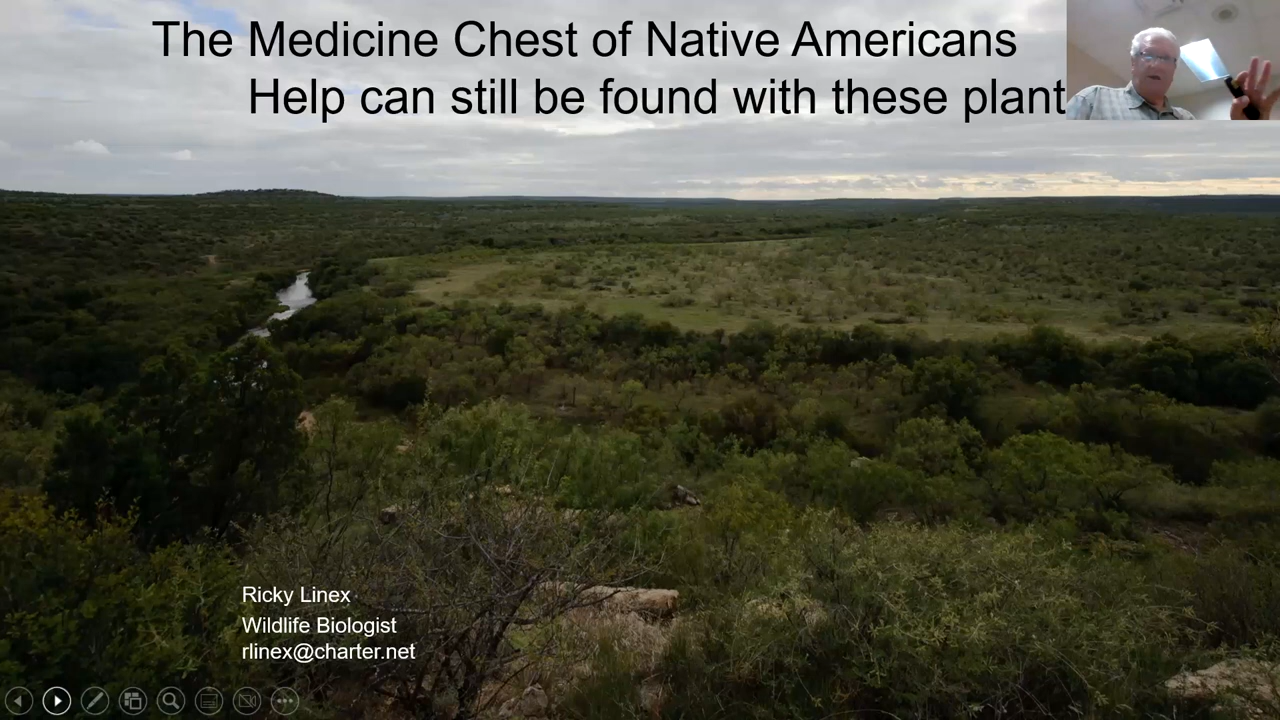 The Medicine Chest of Native Americans
Help can still be found with these plant
Ricky Linex
Wildlife Biologist
rlinex@charter.net